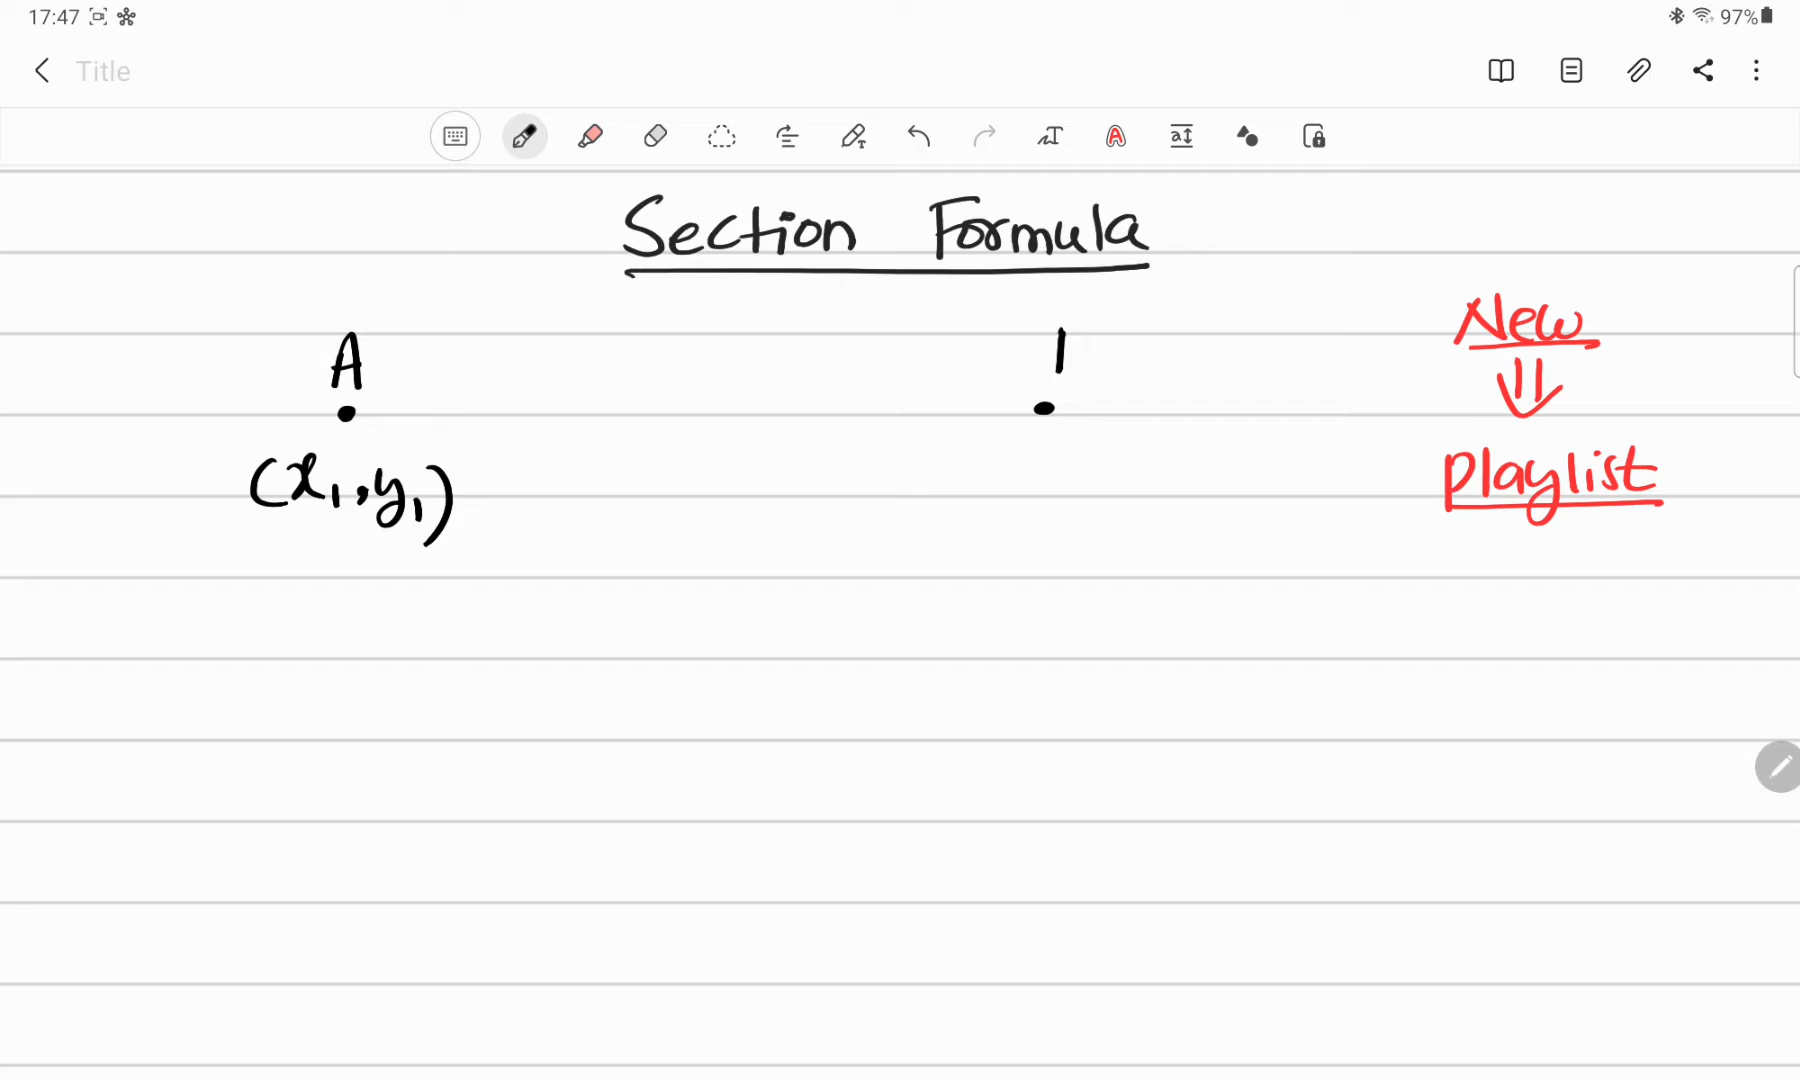 17:47 97%
Title
Section Formula
New
A
(x₁,y₁)
playlist